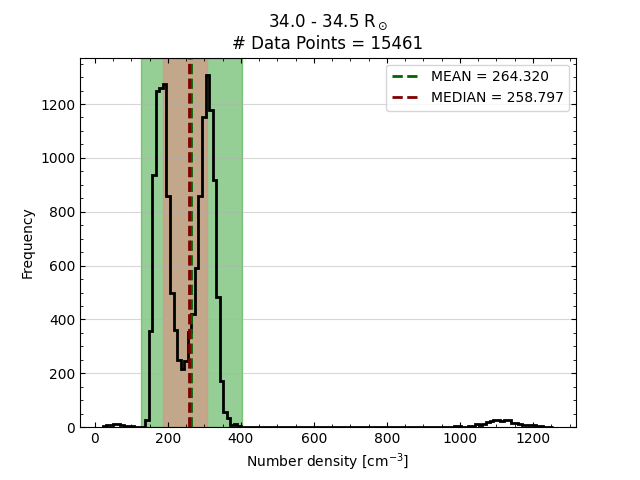 34.0 - 34.5 R⊙
# Data Points = 15461
MEAN = 264.320
MEDIAN = 258.797
Frequency
1200
1000
800
600
400
200
0
0 200 400 600 800 1000 1200
Number density [cm⁻³]